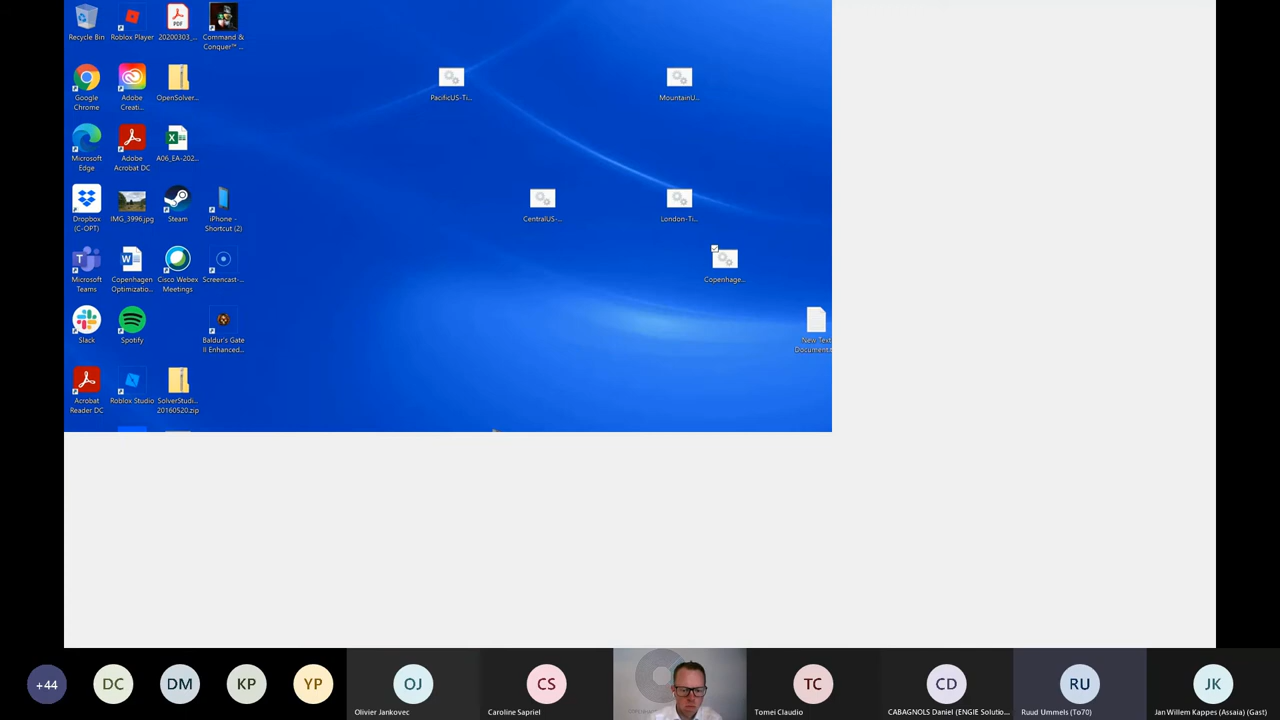 Recycle Bin
Roblox Player
20200303_...
Command &
Conquer™ ...
PacificUS-Ti...
MountainU...
Google
Chrome
Adobe
Creati...
OpenSolver...
Microsoft
Edge
Adobe
Acrobat DC
A06_EA-202...
CentralUS-...
London-Ti...
Dropbox
(C-OPT)
IMG_3996.jpg
Steam
iPhone -
Shortcut (2)
Copenhage...
Microsoft
Teams
Copenhagen
Optimizatio...
Cisco Webex
Meetings
Screencast-...
Slack
Spotify
Baldur's Gate
II Enhanced...
New Text
Document.t
Acrobat
Reader DC
Roblox Studio
SolverStudi...
20160520.zip
+44
DC
DM
KP
YP
OJ
Olivier Jankovec
CS
Caroline Sapriel
TC
Tomei Claudio
CD
CABAGNOLS Daniel (ENGIE Solutio...
RU
Ruud Ummels (To70)
JK
Jan Willem Kappes (Assaia) (Gast)